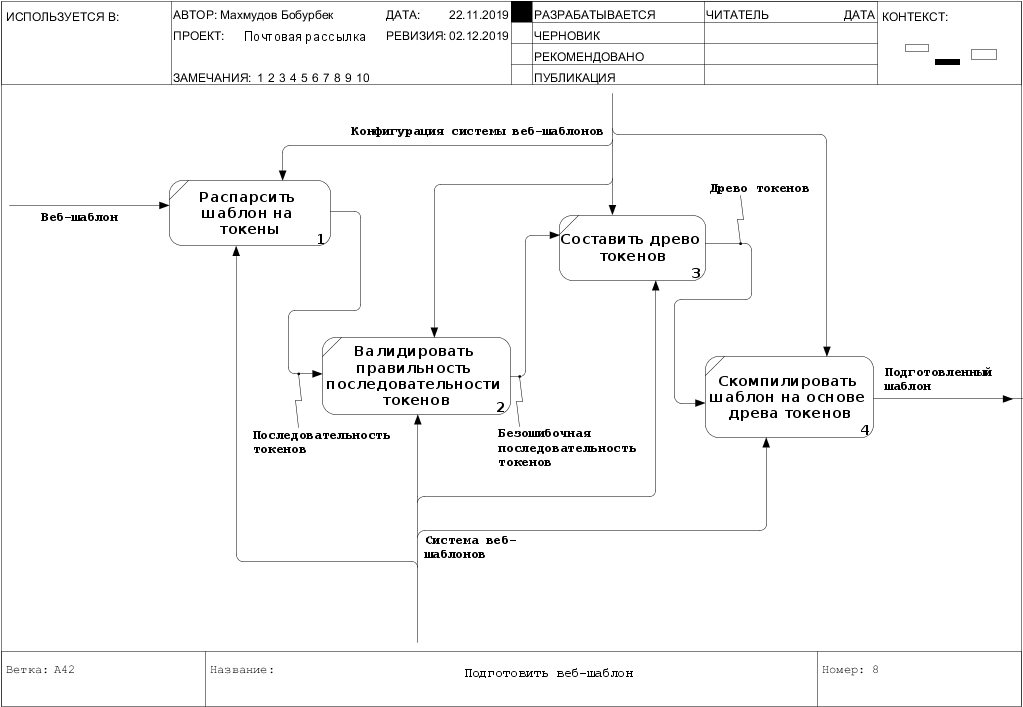 ИСПОЛЬЗУЕТСЯ В:
АВТОР: Махмудов Бобурбек
ДАТА: 22.11.2019
РАЗРАБАТЫВАЕТСЯ
ЧИТАТЕЛЬ
ДАТА
КОНТЕКСТ:
ПРОЕКТ: Почтовая рассылка
РЕВИЗИЯ: 02.12.2019
ЧЕРНОВИК
РЕКОМЕНДОВАНО
ЗАМЕЧАНИЯ: 1 2 3 4 5 6 7 8 9 10
ПУБЛИКАЦИЯ
Конфигурация системы веб-шаблонов
Веб-шаблон
Распарсить
шаблон на
токены
1
Древо токенов
Составить древо
токенов
3
Валидировать
правильность
последовательности
токенов
2
Последовательность
токенов
Безошибочная
последовательность
токенов
Скомпилировать
шаблон на основе
древа токенов
4
Подготовленный
шаблон
Система веб-
шаблонов
Ветка: A42
Название:
Подготовить веб-шаблон
Номер: 8